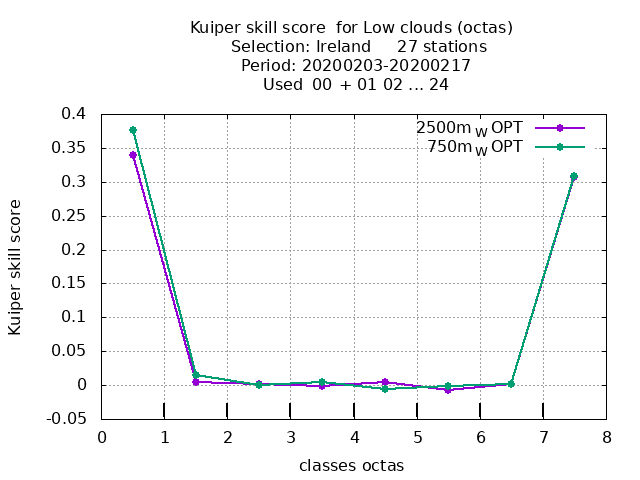 Kuiper skill score  for Low clouds (octas)
Selection: Ireland     27 stations
Period: 20200203-20200217
Used  00 + 01 02 ... 24
2500m W OPT
750m W OPT
0.4
0.35
0.3
0.25
0.2
0.15
0.1
0.05
0
-0.05
Kuiper skill score
0 1 2 3 4 5 6 7 8
classes octas